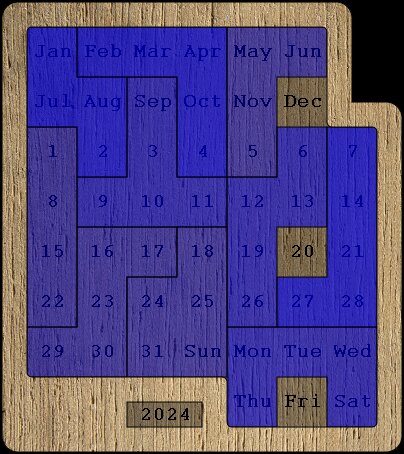 Jan Feb Mar Apr May Jun
Jul Aug Sep Oct Nov Dec
1 2 3 4 5 6 7
8 9 10 11 12 13 14
15 16 17 18 19 20 21
22 23 24 25 26 27 28
29 30 31 Sun Mon Tue Wed
Thu Fri Sat
2024